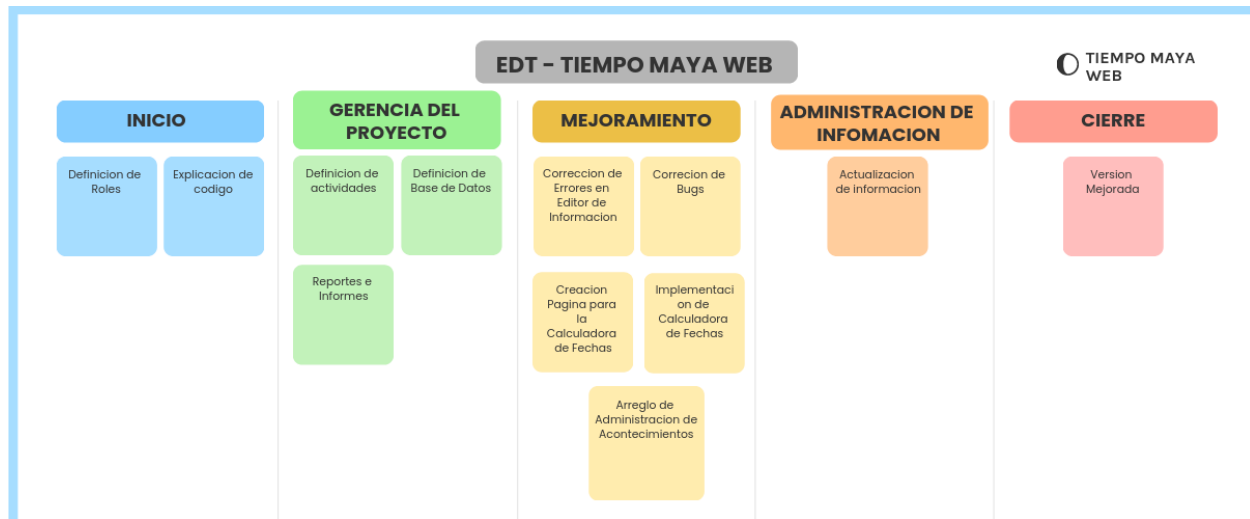 EDT - TIEMPO MAYA WEB
TIEMPO MAYA
WEB
INICIO
Definicion de
Roles
Explicacion de
codigo
GERENCIA DEL
PROYECTO
Definicion de
actividades
Definicion de
Base de Datos
Reportes e
Informes
MEJORAMIENTO
Correccion de
Errores en
Editor de
Informacion
Correcion de
Bugs
Creacion
Pagina para
la
Calculadora
de Fechas
Implementaci
on de
Calculadora
de Fechas
Arreglo de
Administracion de
Acontecimientos
ADMINISTRACION DE
INFOMACION
Actualizacion
de informacion
CIERRE
Version
Mejorada